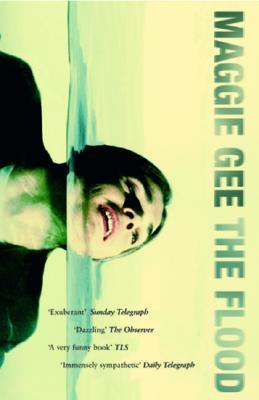 MAGGIE GEE THE FLOOD
‘Exuberant’ Sunday Telegraph
‘Dazzling’ The Observer
‘A very funny book’ TLS
‘Immensely sympathetic’ Daily Telegraph